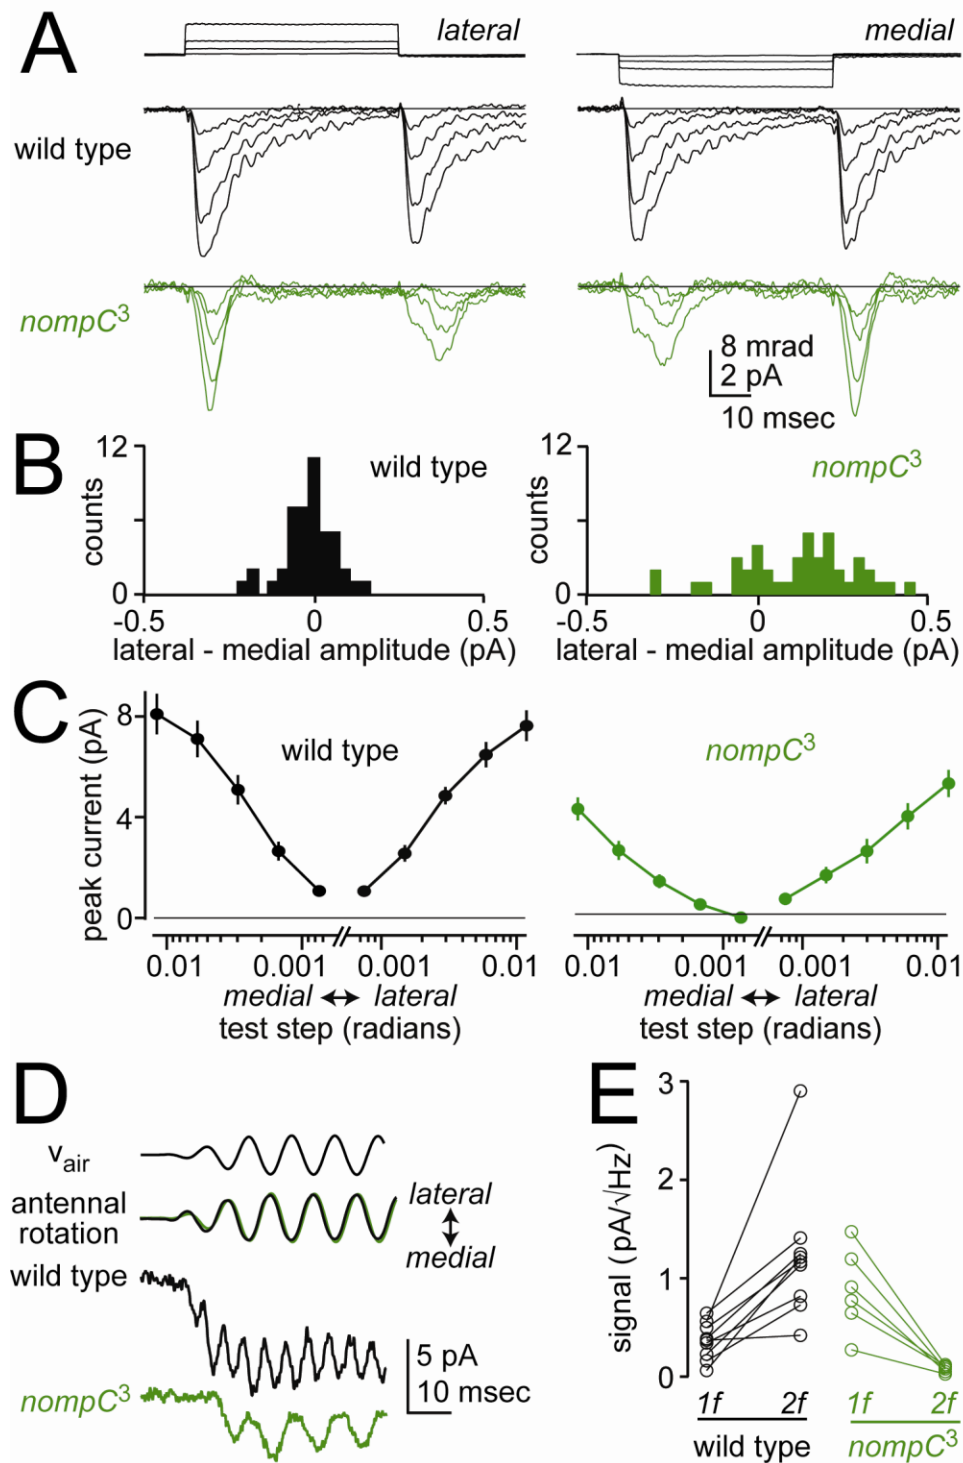 A
lateral
medial
wild type
nompC3
8 mrad
2 pA
10 msec
B
12
counts
0
wild type
-0.5
0
0.5
lateral - medial amplitude (pA)
12
counts
0
nompC3
-0.5
0
0.5
lateral - medial amplitude (pA)
C
peak current (pA)
8
4
0
wild type
nompC3
0.01
0.001
0.001
0.01
medial ↔ lateral
test step (radians)
0.01
0.001
0.001
0.01
medial ↔ lateral
test step (radians)
D
vair
antennal
rotation
lateral
medial
wild type
5 pA
10 msec
nompC3
E
signal (pA/√Hz)
3
2
1
0
1f 2f
wild type
1f 2f
nompC3